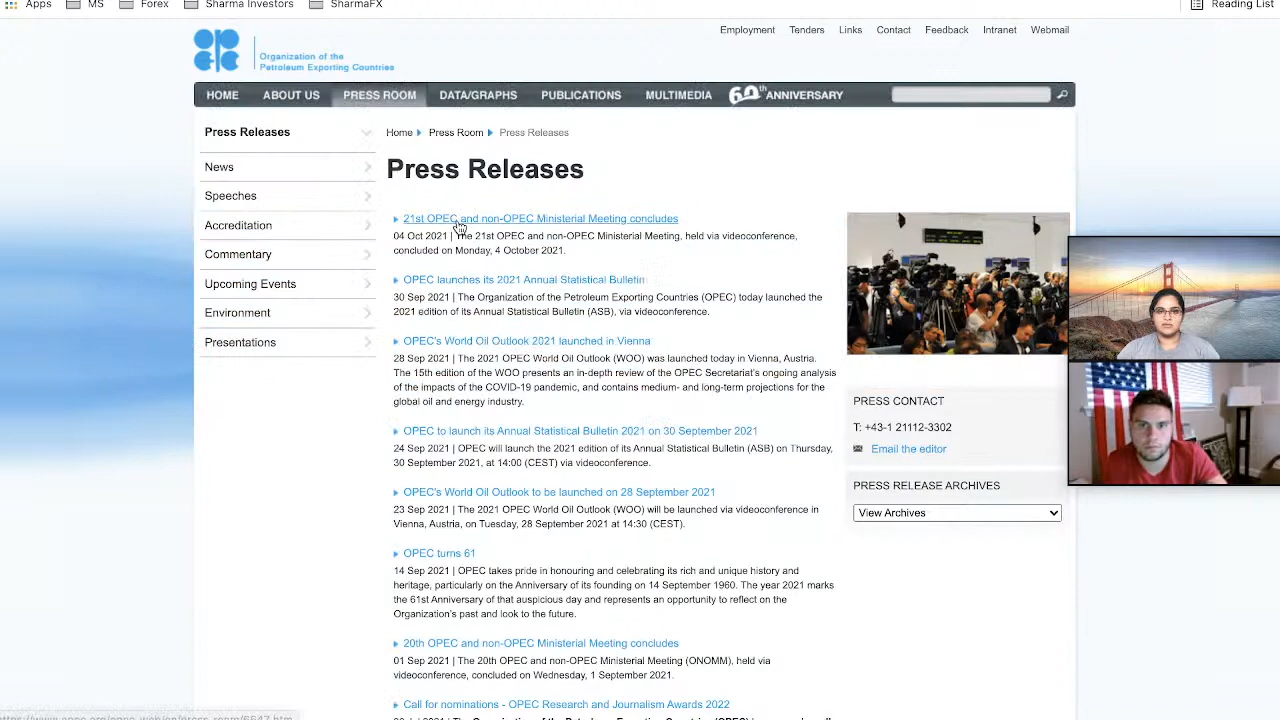 Apps MS Forex Sharma Investors SharmaFX Reading List
Employment Tenders Links Contact Feedback Intranet Webmail
Organization of the
Petroleum Exporting Countries
HOME ABOUT US PRESS ROOM DATA/GRAPHS PUBLICATIONS MULTIMEDIA 60th ANNIVERSARY
Press Releases
News
Speeches
Accreditation
Commentary
Upcoming Events
Environment
Presentations
Home Press Room Press Releases
Press Releases
21st OPEC and non-OPEC Ministerial Meeting concludes
04 Oct 2021 | The 21st OPEC and non-OPEC Ministerial Meeting, held via videoconference,
concluded on Monday, 4 October 2021.
OPEC launches its 2021 Annual Statistical Bulletin
30 Sep 2021 | The Organization of the Petroleum Exporting Countries (OPEC) today launched the
2021 edition of its Annual Statistical Bulletin (ASB), via videoconference.
OPEC's World Oil Outlook 2021 launched in Vienna
28 Sep 2021 | The 2021 OPEC World Oil Outlook (WOO) was launched today in Vienna, Austria.
The 15th edition of the WOO presents an in-depth review of the OPEC Secretariat's ongoing analysis
of the impacts of the COVID-19 pandemic, and contains medium- and long-term projections for the
global oil and energy industry.
OPEC to launch its Annual Statistical Bulletin 2021 on 30 September 2021
24 Sep 2021 | OPEC will launch the 2021 edition of its Annual Statistical Bulletin (ASB) on Thursday,
30 September 2021, at 14:00 (CEST) via videoconference.
OPEC's World Oil Outlook to be launched on 28 September 2021
23 Sep 2021 | The 2021 OPEC World Oil Outlook (WOO) will be launched via videoconference in
Vienna, Austria, on Tuesday, 28 September 2021 at 14:30 (CEST).
OPEC turns 61
14 Sep 2021 | OPEC takes pride in honouring and celebrating its rich and unique history and
heritage, particularly on the Anniversary of its founding on 14 September 1960. The year 2021 marks
the 61st Anniversary of that auspicious day and represents an opportunity to reflect on the
Organization's past and look to the future.
20th OPEC and non-OPEC Ministerial Meeting concludes
01 Sep 2021 | The 20th OPEC and non-OPEC Ministerial Meeting (ONOMM), held via
videoconference, concluded on Wednesday, 1 September 2021.
Call for nominations - OPEC Research and Journalism Awards 2022
PRESS CONTACT
T: +43-1 21112-3302
Email the editor
PRESS RELEASE ARCHIVES
View Archives